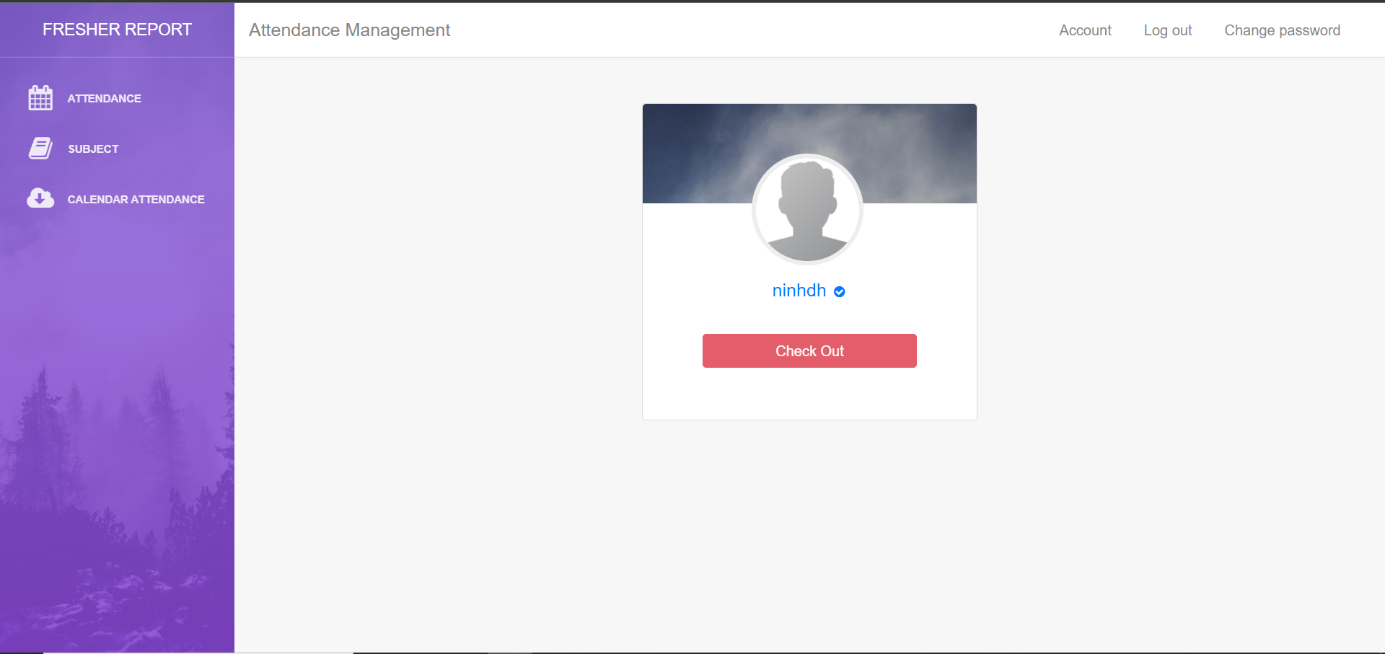 FRESHER REPORT
Attendance Management
Account
Log out
Change password
ATTENDANCE
SUBJECT
CALENDAR ATTENDANCE
ninhdh
Check Out